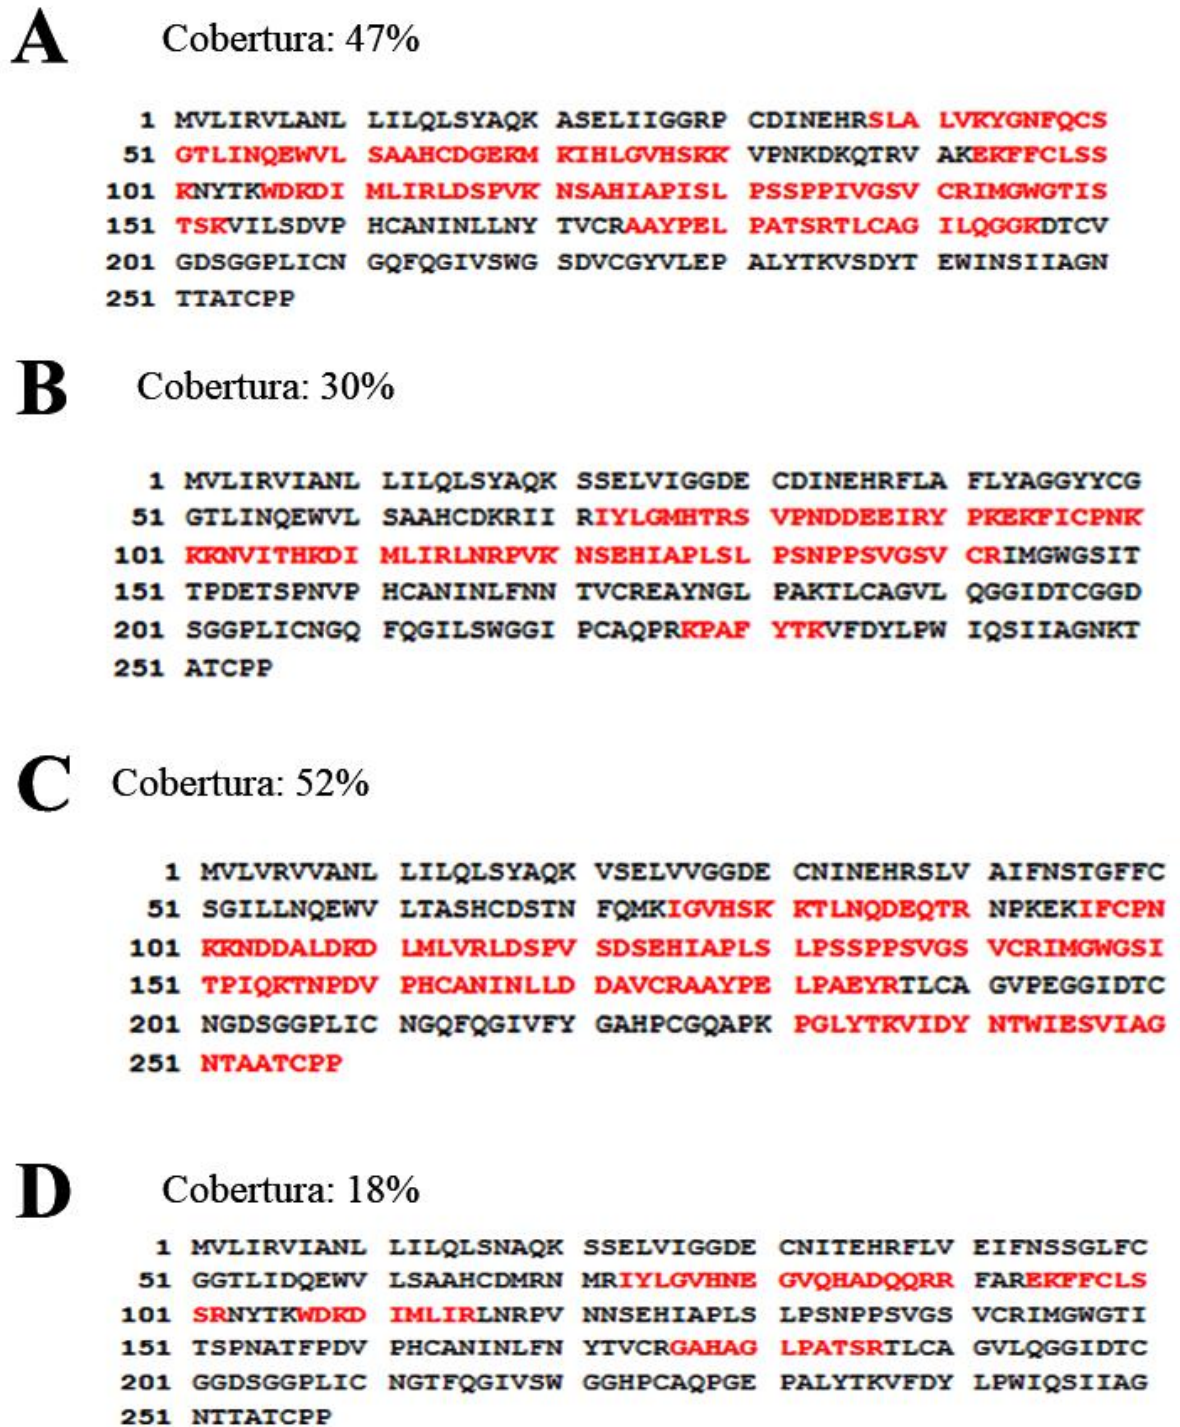 A Cobertura: 47%
1 MVLIRVLANL LILQLSYAQK ASELIIGGRP CDINEHRSLA LVKYGNFQCS
51 GTLINQEWVL SAAHCDGEKM KIHLGVHSKK VPNKDKQTRV AKEKFFCLSS
101 KNYTKWDKDI MLIRLDSPVK NSAHIAPISL PSSPPIVGSV CRIMGWGTIS
151 TSKVILSDVP HCANINLLNY TVCRAAYPEL PATSRTLCAG ILQGGKDTCV
201 GDSGGPLICN GQFQGIVSWG SDVCGYVLEP ALYTKVSDYT EWINSIIAGN
251 TTATCPP
B Cobertura: 30%
1 MVLIRVIANL LILQLSYAQK SSELVIGGDE CDINEHRFLA FLYAGGYYCG
51 GTLINQEWVL SAAHCDKRII RIYLGMHTRS VPNDDEEIRY PKEKFICPNK
101 KKNVITHKDI MLIRLNRPVK NSEHIAPLSL PSNPPSVGSV CRIMGWGSIT
151 TPDETSPNVP HCANINLFNN TVCREAYNGL PAKTLCAGVL QGGIDTCGGD
201 SGGPLICNGQ FQGILSWGGI PCAQPRKPAF YTKVFDYLPW IQSIIAGNKT
251 ATCPP
C Cobertura: 52%
1 MVLVRVVANL LILQLSYAQK VSELVVGGDE CNINEHRSLV AIFNSTGFFC
51 SGILLNQEWV LTASHCDSTN FQMKIGVHSK KTLNQDEQTR NPKEKIFCPN
101 KKNDDALDKD LMLVRLDSPV SDSEHIAPLS LPSSPPSVGS VCRIMGWGSI
151 TPIQKTNPDV PHCANINLLD DAVCRAAYPE LPAEYRTLCA GVPEGGIDTC
201 NGDSGGPLIC NGQFQGIVFY GAHPCGQAPK PGLYTKVIDY NTWIESVIAG
251 NTAATCPP
D Cobertura: 18%
1 MVLIRVIANL LILQLSNAQK SSELVIGGDE CNITEHRFLV EIFNSSGLFC
51 GGTLIDQEWV LSAAHCDMRN MRIYLGVHNE GVQHADQQRR FAREKFFCLS
101 SRNYTKWDKD IMLIRLNRPV NNSEHIAPLS LPSNPPSVGS VCRIMGWGTI
151 TSPNATFPDV PHCANINLFN YTVCRGAHAG LPATSRTLCA GVLQGGIDTC
201 GGDSGGPLIC NGTFQGIVSW GGHPCAQPGE PALYTKVFDY LPWIQSIIAG
251 NTTATCPP